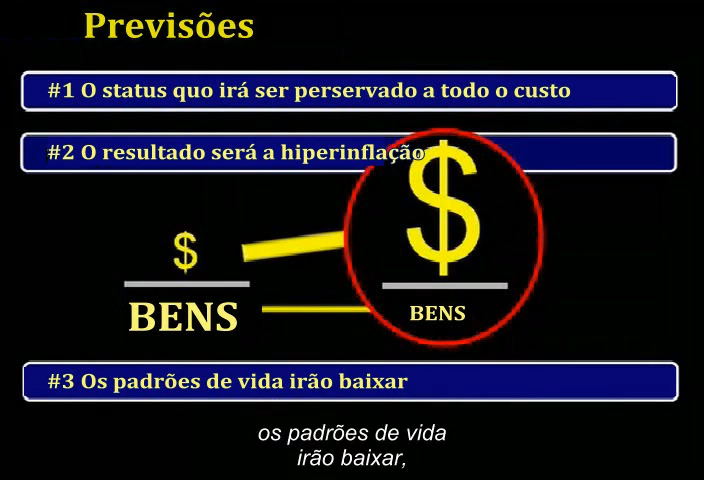 Previsões
#1 O status quo irá ser perservado a todo o custo
#2 O resultado será a hiperinflação
$
$
BENS
BENS
#3 Os padrões de vida irão baixar
os padrões de vida
irão baixar,